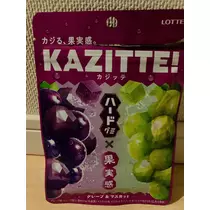 LOTTE
カジる、果実感。
KAZITTE!
カジッテ
ハード
グミ
×
果実感
グレープ&マスカット